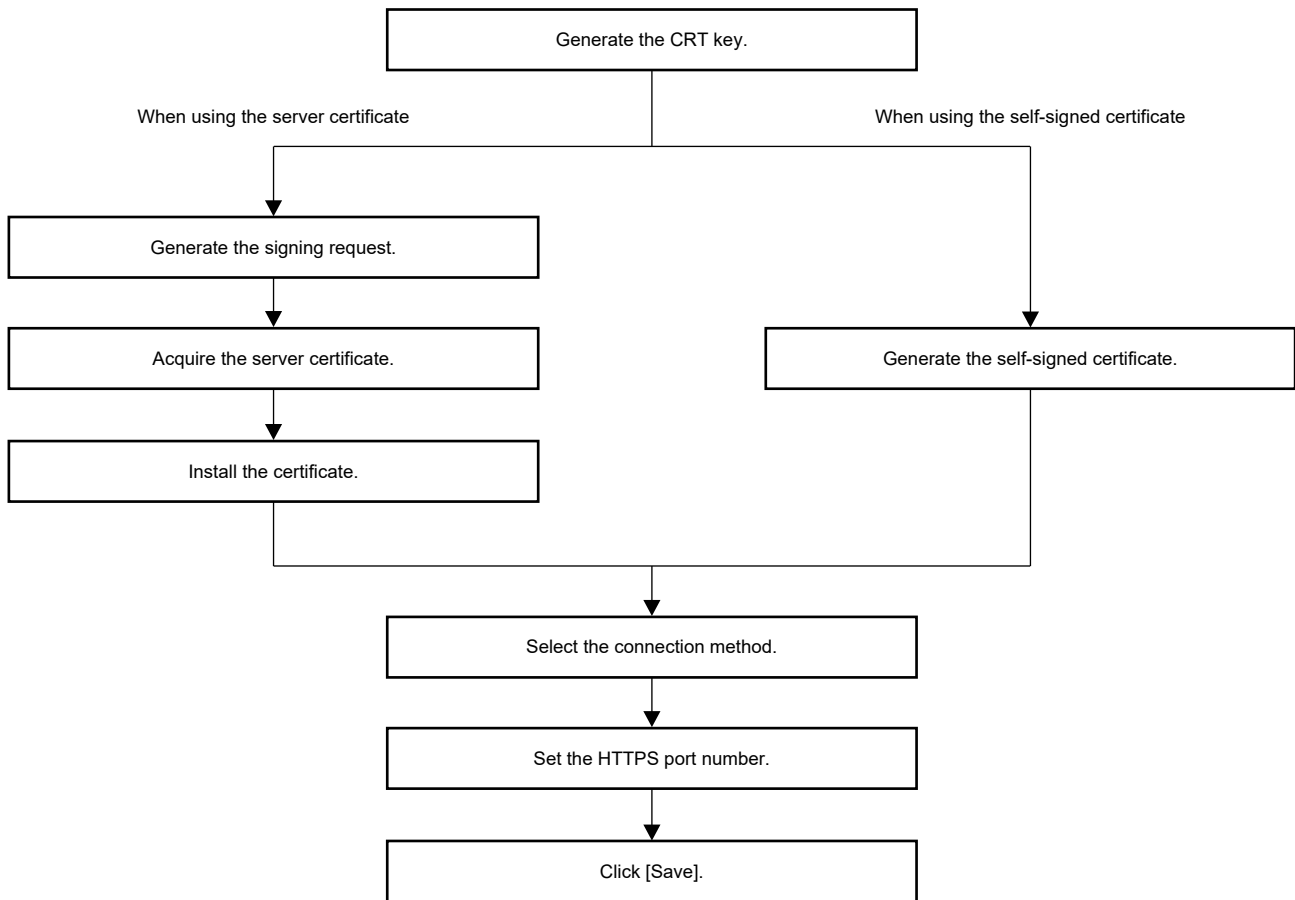 Generate the CRT key.
When using the server certificate
When using the self-signed certificate
Generate the signing request.
Acquire the server certificate.
Generate the self-signed certificate.
Install the certificate.
Select the connection method.
Set the HTTPS port number.
Click [Save].